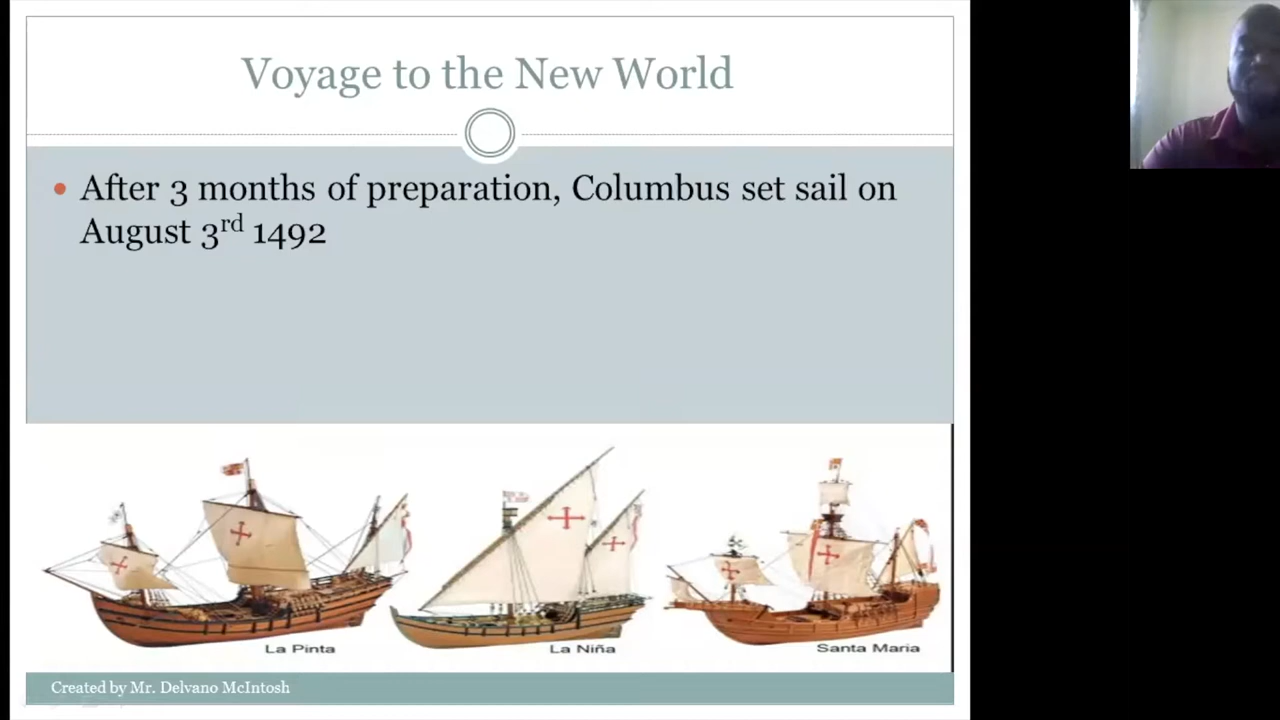 Voyage to the New World
• After 3 months of preparation, Columbus set sail on
August 3rd 1492
La Pinta
La Niña
Santa Maria
Created by Mr. Delvano McIntosh